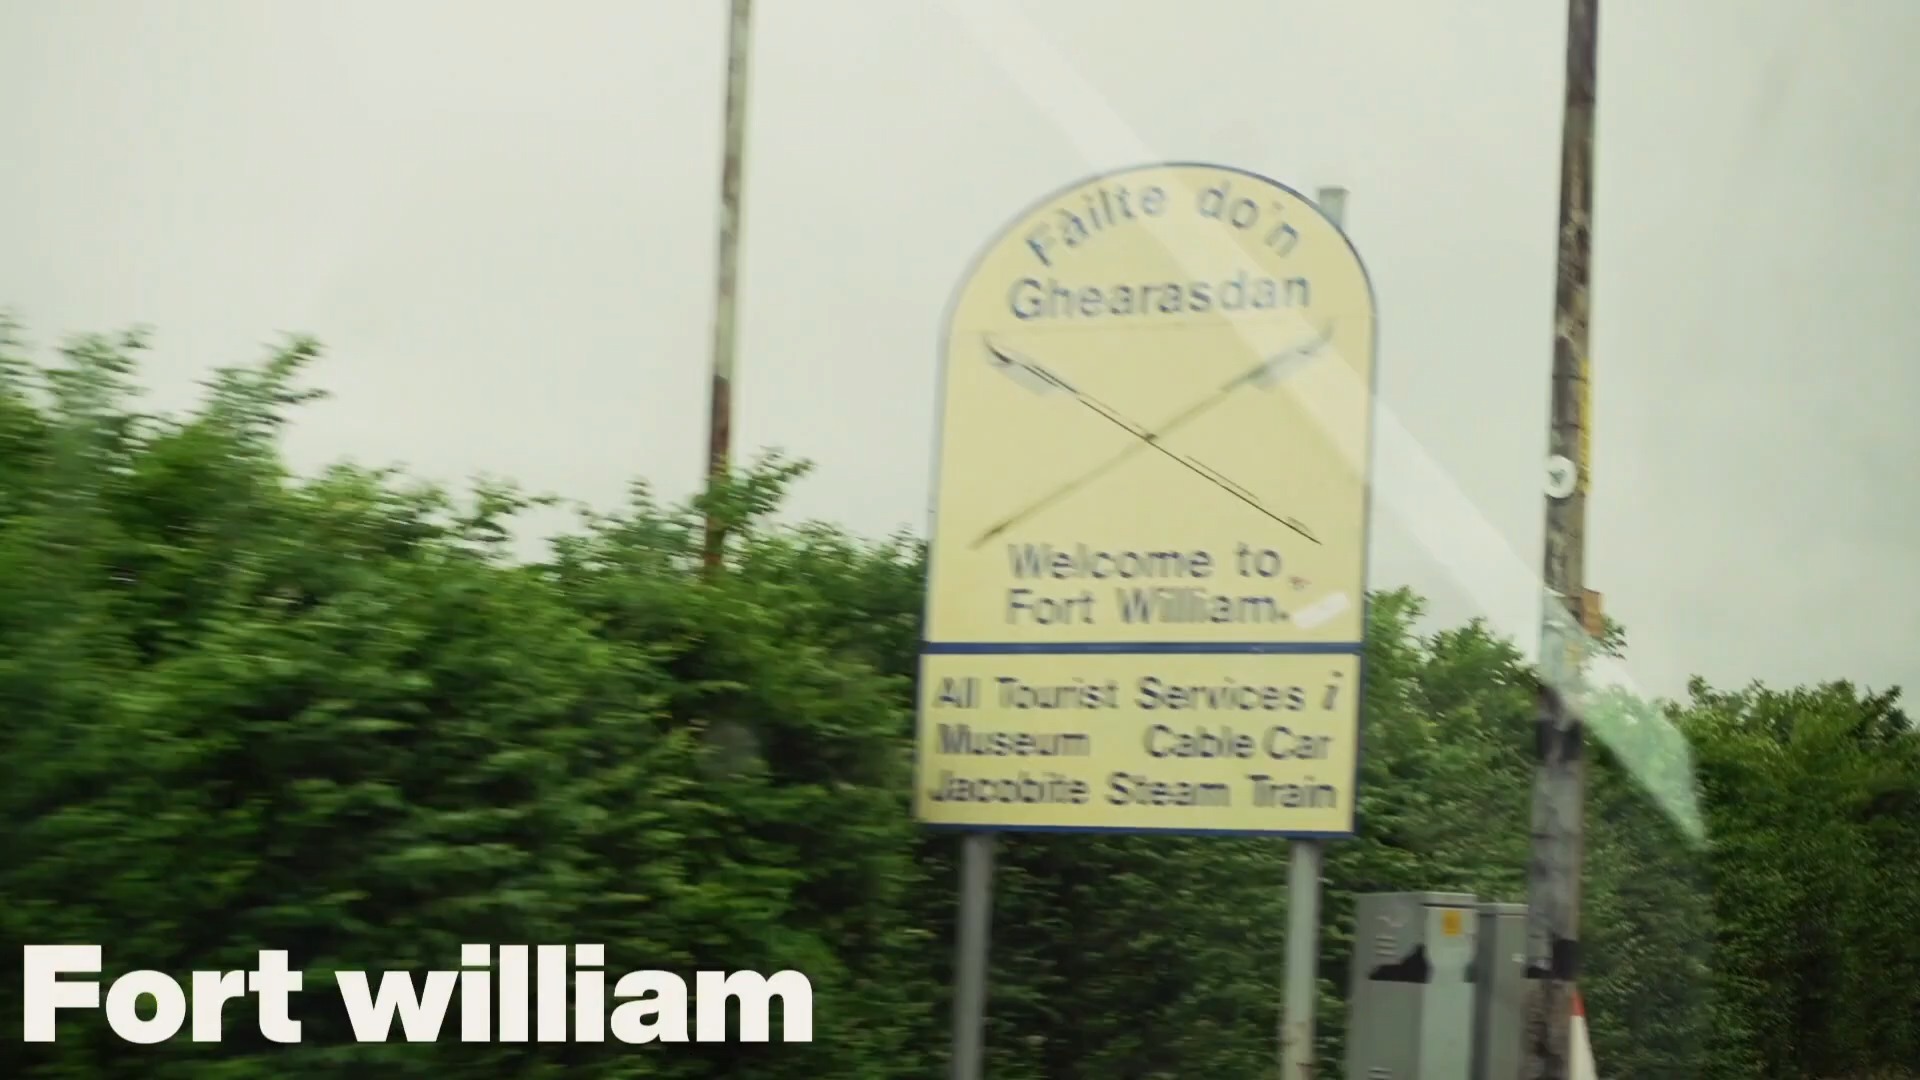 Fàilte do'n
Ghearasdan
Welcome to
Fort William.
All Tourist Services i
Museum Cable Car
Jacobite Steam Train
Fort william